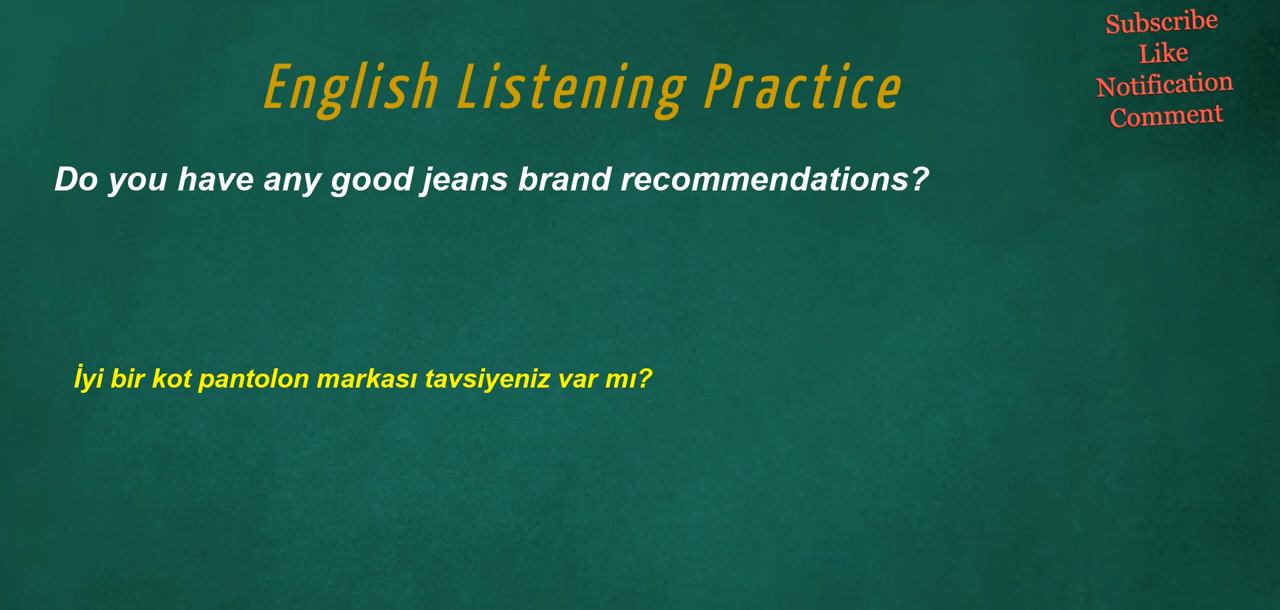 Subscribe
Like
Notification
Comment
English Listening Practice
Do you have any good jeans brand recommendations?
İyi bir kot pantolon markası tavsiyeniz var mı?